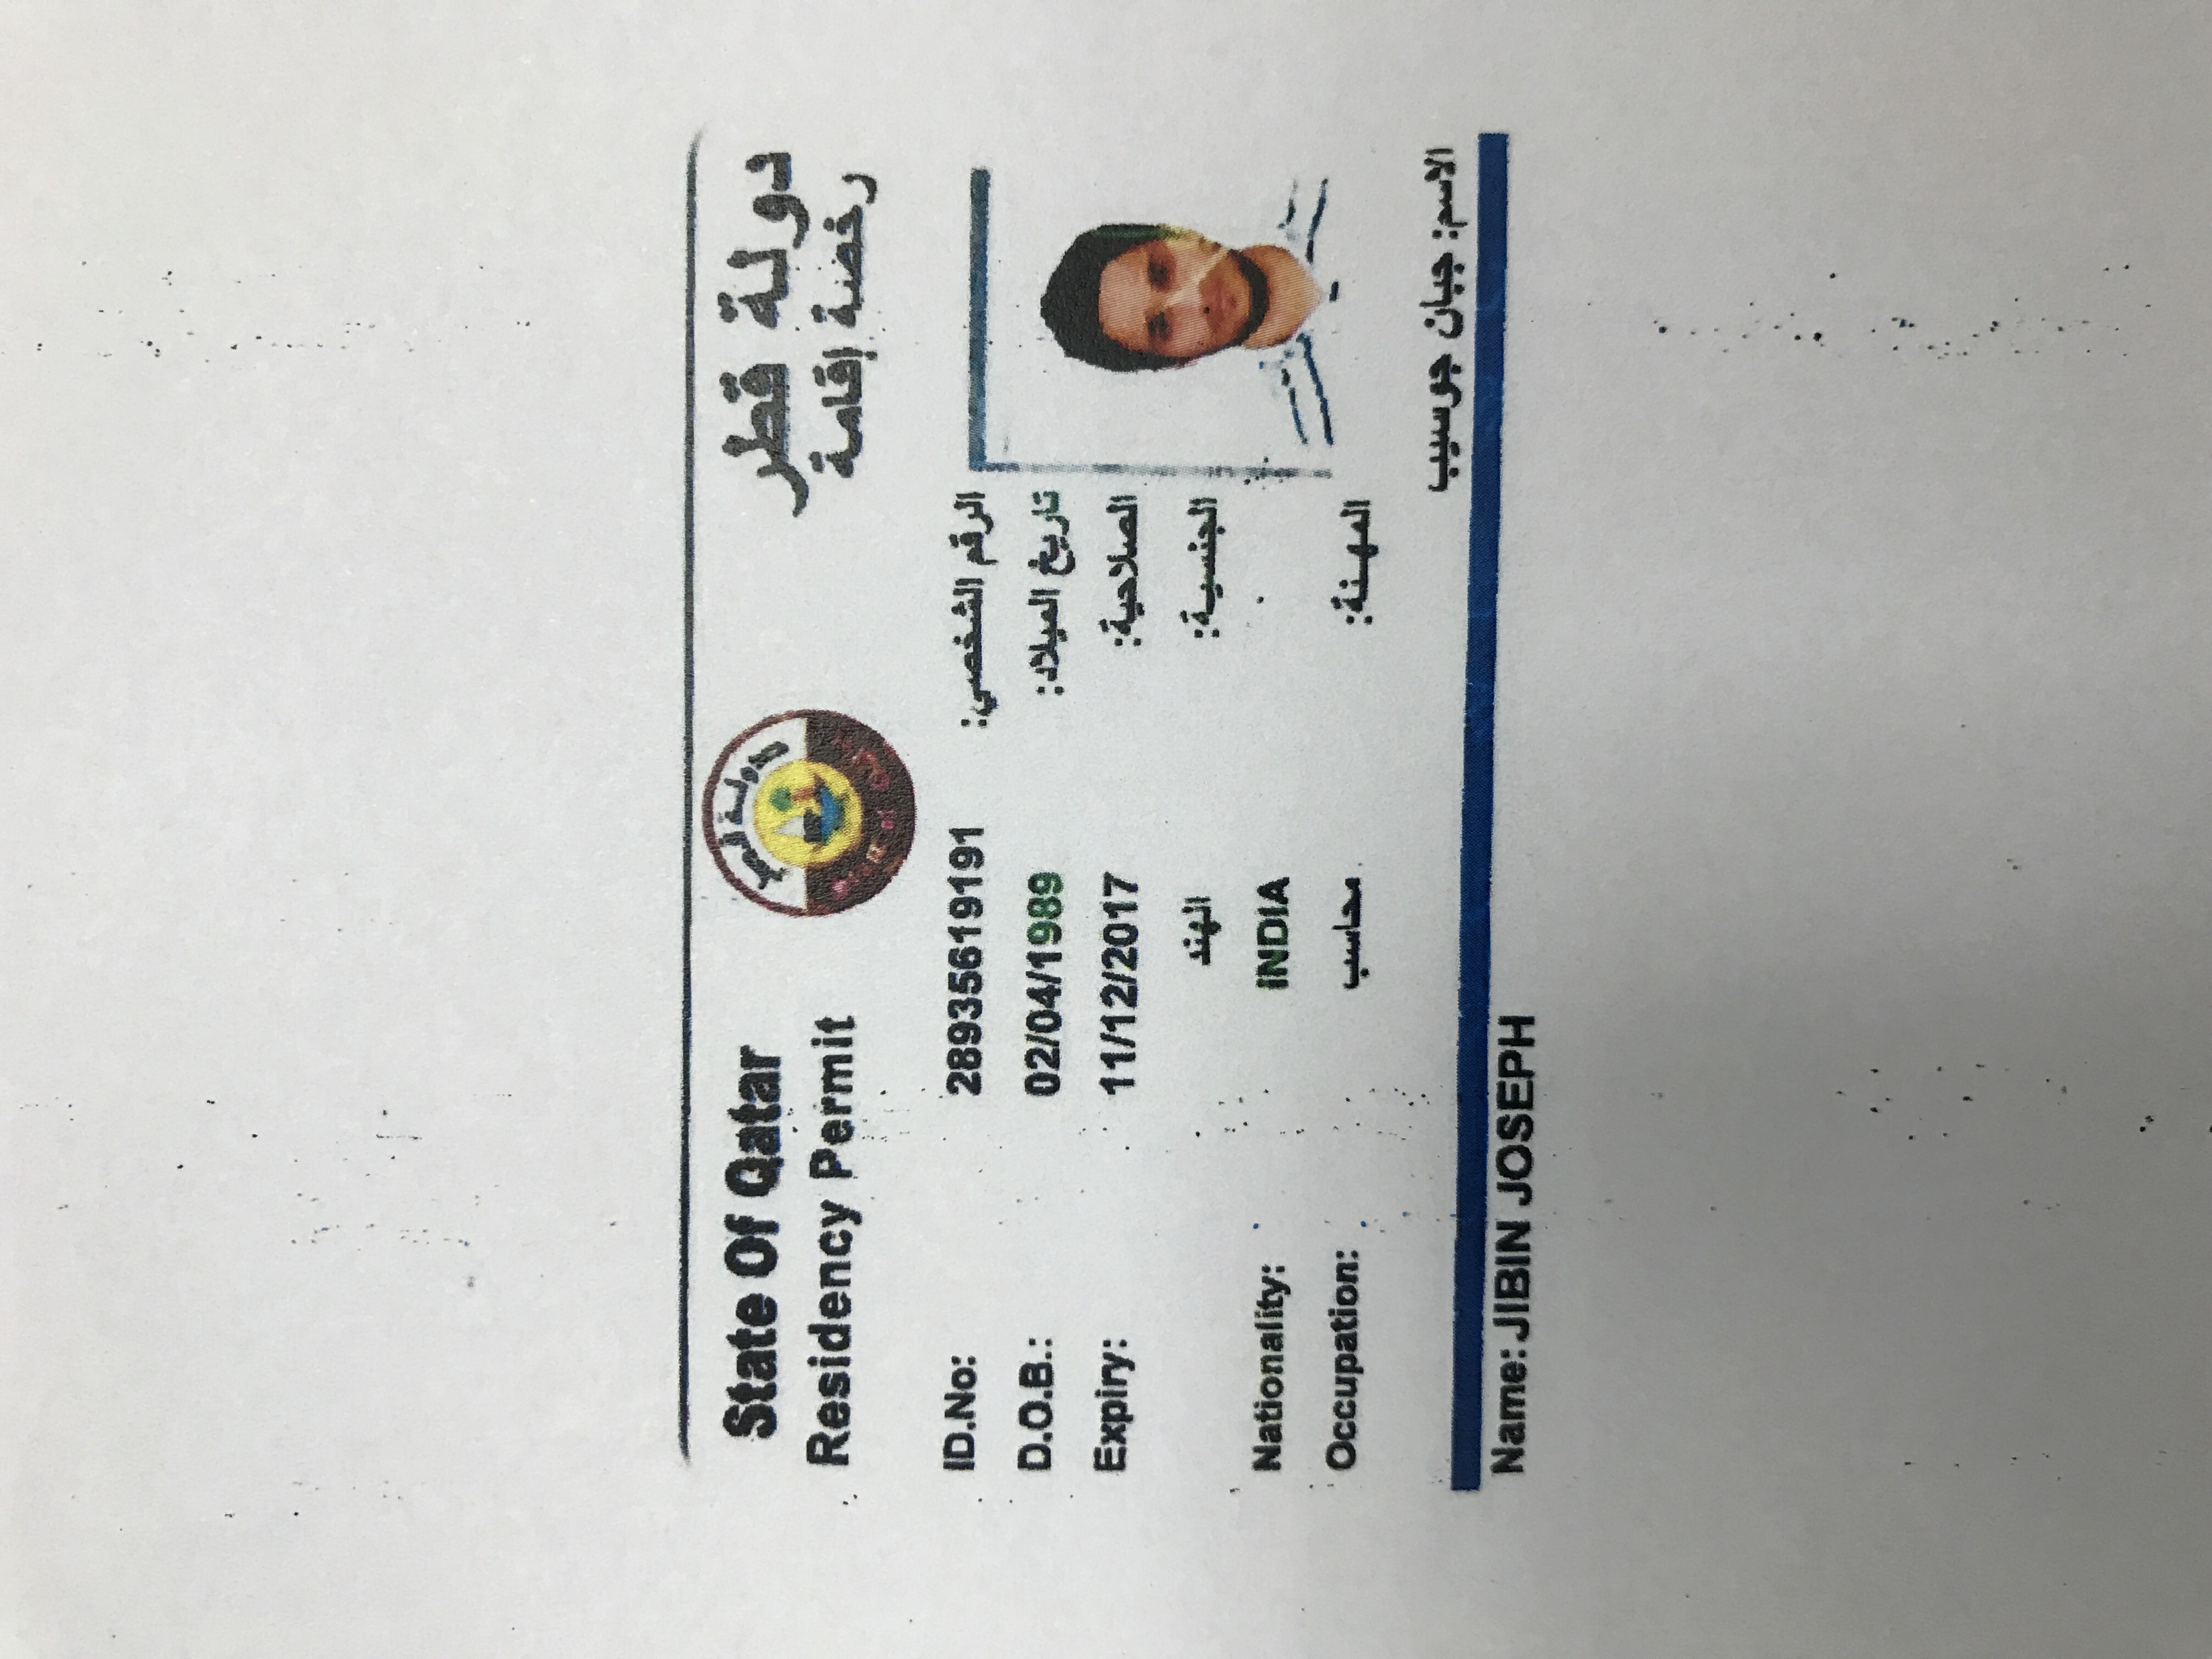 State Of Qatar دولة قطر
Residency Permit رخصة إقامة
ID.No: 28935619191 الرقم الشخصي:
D.O.B.: 02/04/1989 تاريخ الميلاد:
Expiry: 11/12/2017 الصلاحية:
الهند الجنسية:
Nationality: INDIA
Occupation: محاسب المهنة:
الاسم: جبان جوسيب
Name: JIBIN JOSEPH